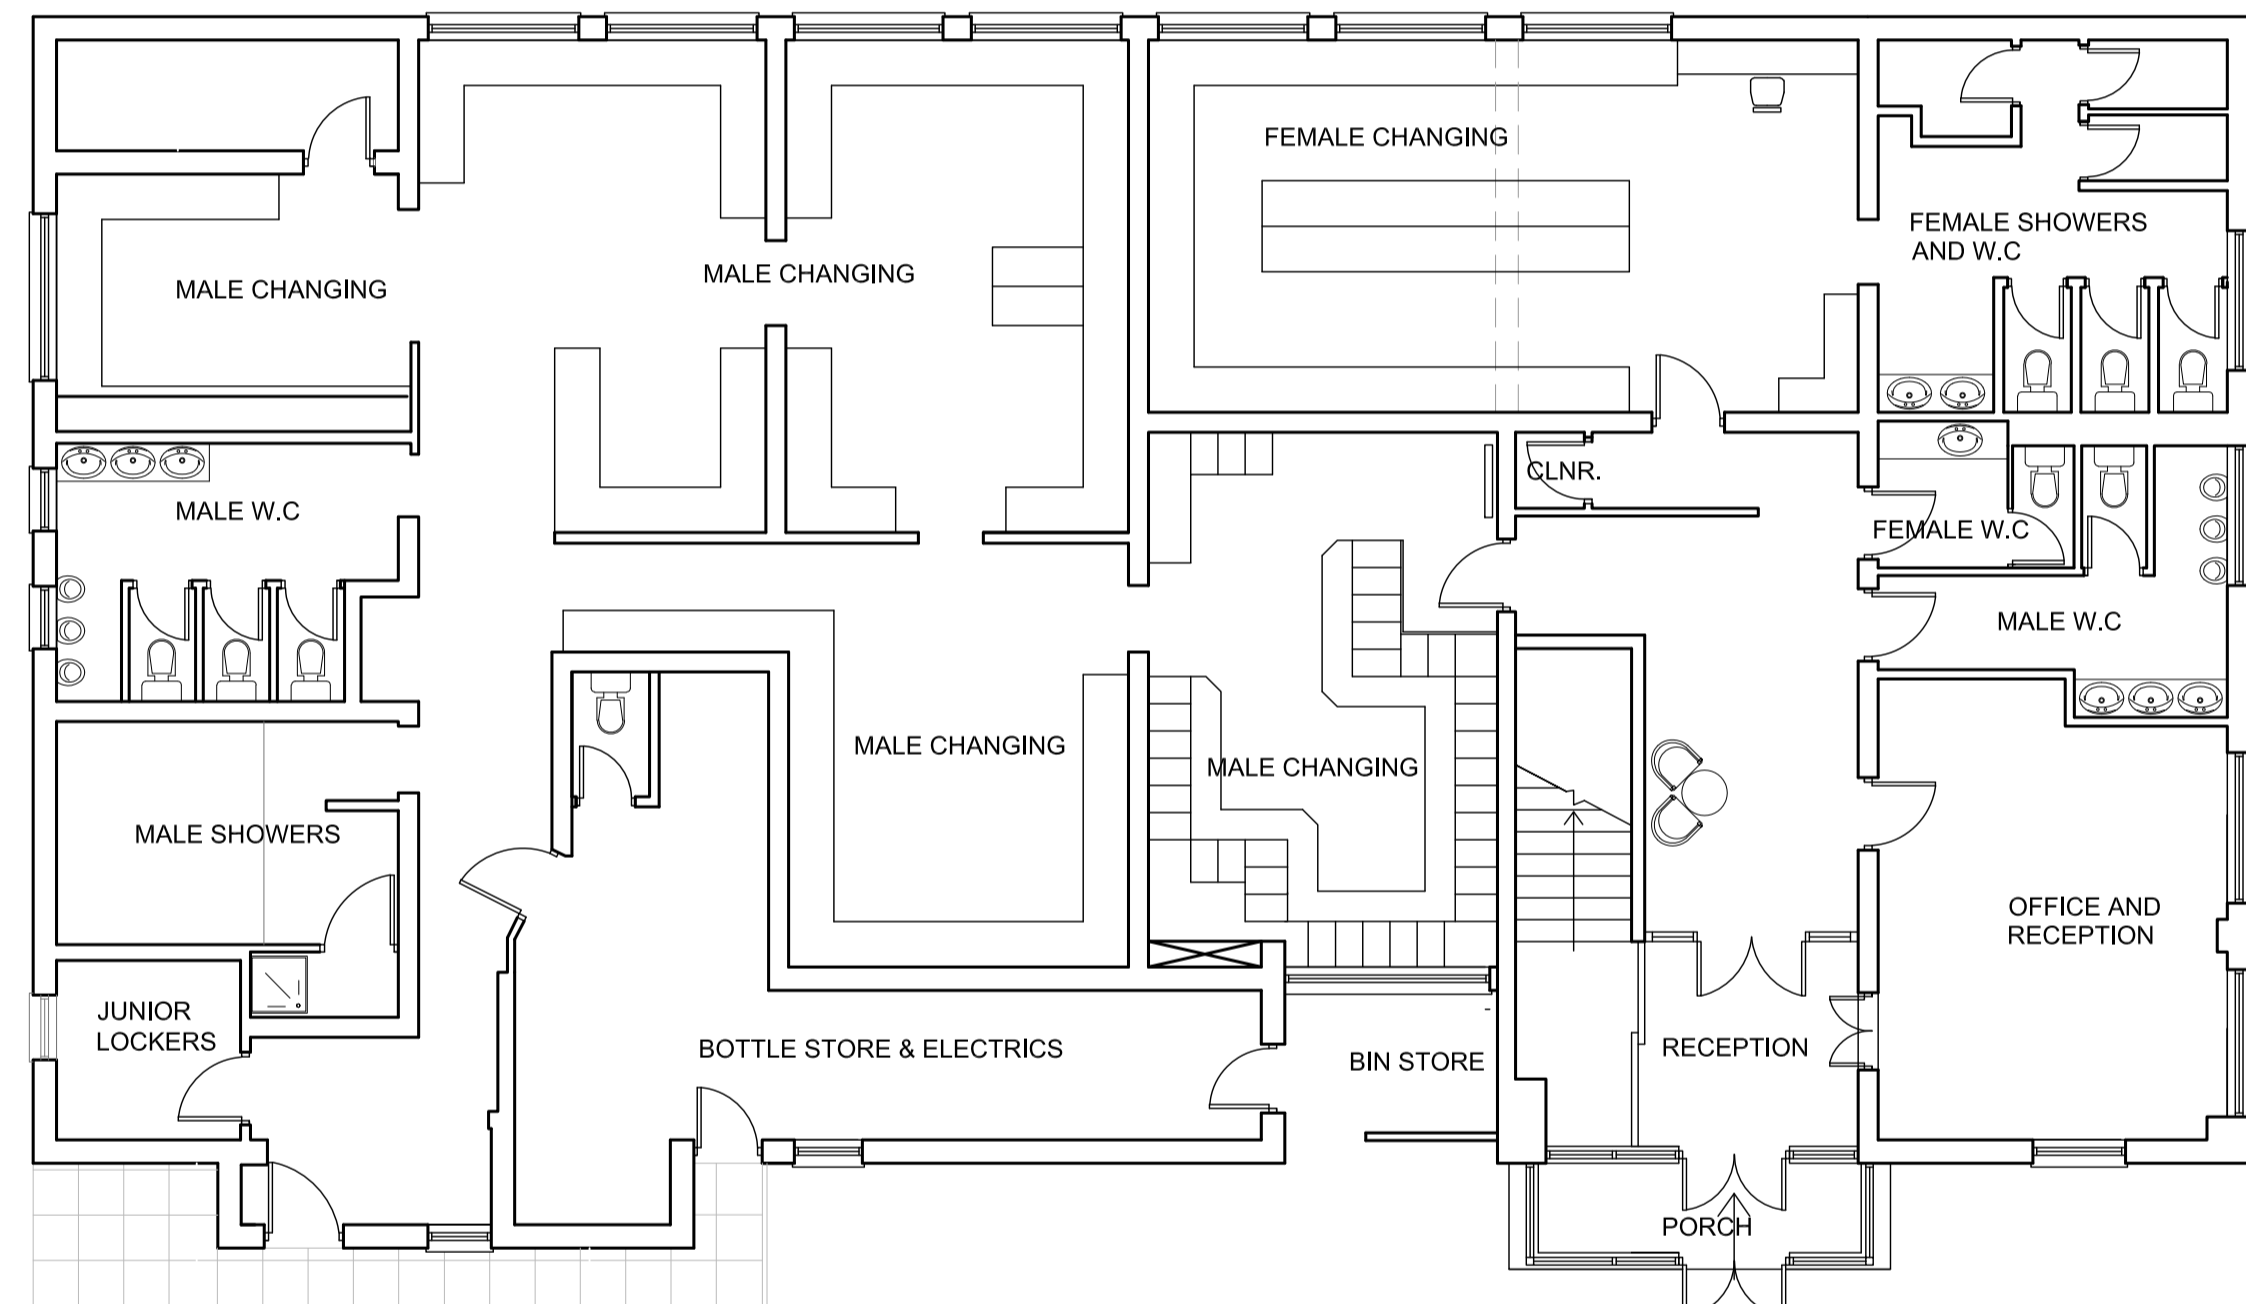 FEMALE CHANGING
FEMALE SHOWERS
AND W.C
MALE CHANGING
MALE CHANGING
CLNR.
MALE W.C
FEMALE W.C
MALE W.C
MALE CHANGING
MALE CHANGING
MALE SHOWERS
OFFICE AND
RECEPTION
JUNIOR
LOCKERS
BOTTLE STORE & ELECTRICS
BIN STORE
RECEPTION
PORCH